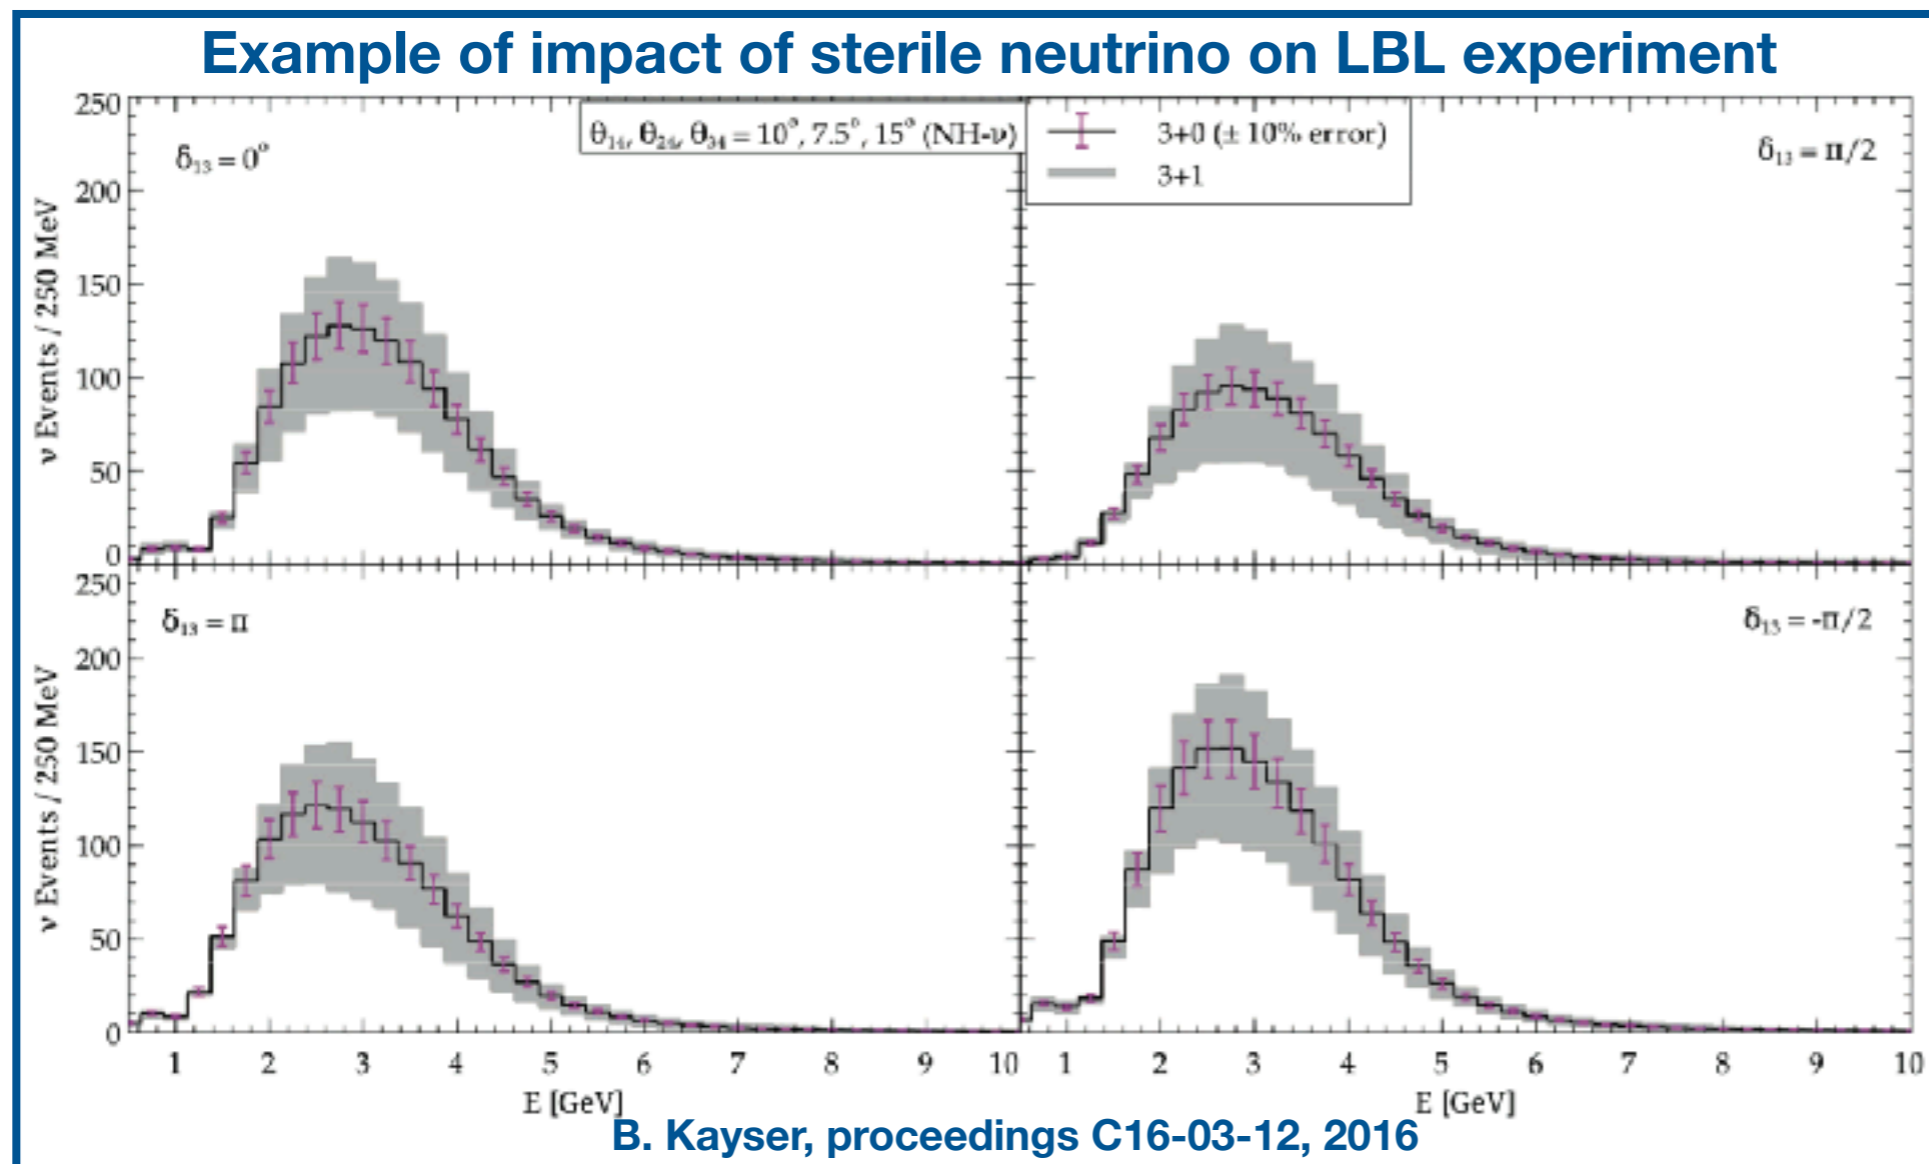 Example of impact of sterile neutrino on LBL experiment
250
200
150
100
50
0
ν Events / 250 MeV
δ₁₃ = 0°
θ₁₄, θ₂₄, θ₃₄ = 10°, 7.5°, 15° (NH-ν)
3+0 (± 10% error)
3+1
δ₁₃ = π/2
250
200
150
100
50
0
ν Events / 250 MeV
δ₁₃ = π
δ₁₃ = -π/2
1 2 3 4 5 6 7 8 9 10
1 2 3 4 5 6 7 8 9 10
E [GeV]
E [GeV]
B. Kayser, proceedings C16-03-12, 2016